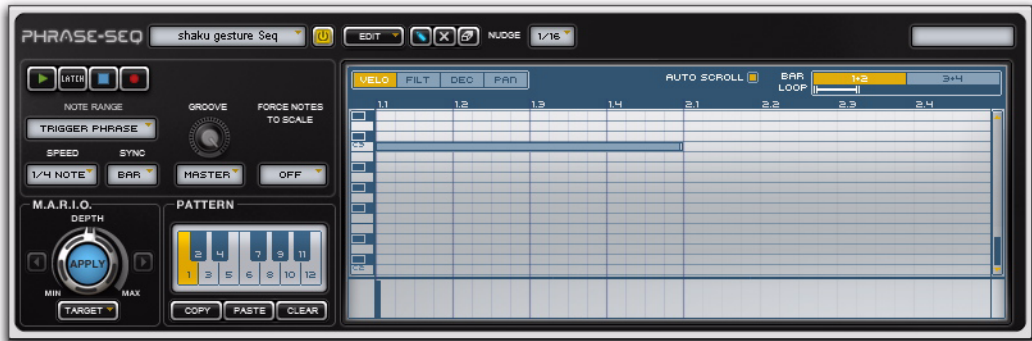 PHRASE-SEQ shaku gesture Seq EDIT X NUDGE 1/16
LATCH
NOTE RANGE GROOVE FORCE NOTES
TO SCALE
TRIGGER PHRASE
SPEED SYNC
1/4 NOTE BAR MASTER OFF
M.A.R.I.O.
DEPTH
APPLY
MIN MAX
TARGET
PATTERN
2 4 7 9 11
1 3 5 6 8 10 12
COPY PASTE CLEAR
VELO FILT DEC PAN AUTO SCROLL BAR 1+2 3+4
LOOP
1.1 1.2 1.3 1.4 2.1 2.2 2.3 2.4
C3
C2